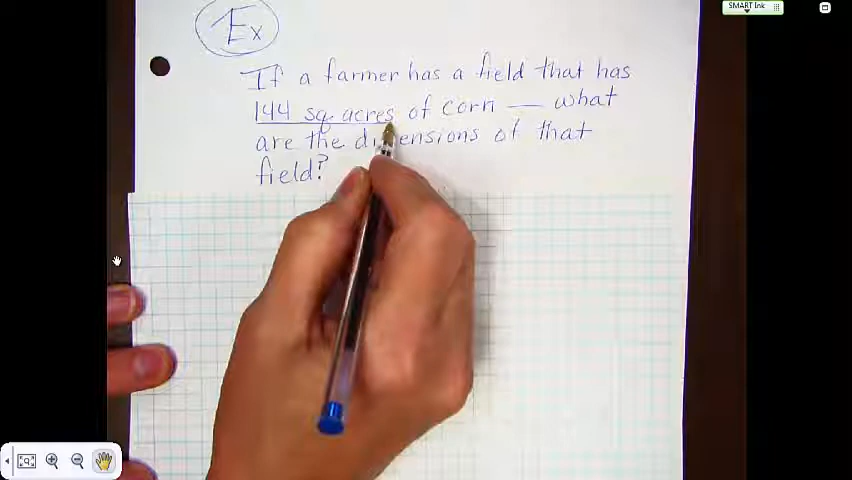 SMART Ink
Ex
If a farmer has a field that has
144 sq acres of corn — what
are the dimensions of that
field?